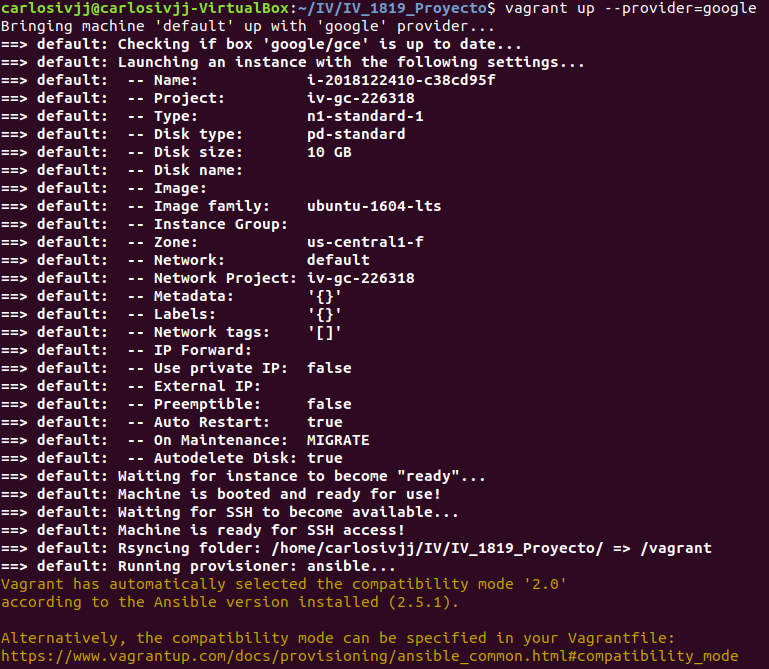 carlosivjj@carlosivjj-VirtualBox:~/IV/IV_1819_Proyecto$ vagrant up --provider=google
Bringing machine 'default' up with 'google' provider...
==> default: Checking if box 'google/gce' is up to date...
==> default: Launching an instance with the following settings...
==> default:  -- Name:            i-2018122410-c38cd95f
==> default:  -- Project:         iv-gc-226318
==> default:  -- Type:            n1-standard-1
==> default:  -- Disk type:       pd-standard
==> default:  -- Disk size:       10 GB
==> default:  -- Disk name:
==> default:  -- Image:
==> default:  -- Image family:    ubuntu-1604-lts
==> default:  -- Instance Group:
==> default:  -- Zone:            us-central1-f
==> default:  -- Network:         default
==> default:  -- Network Project: iv-gc-226318
==> default:  -- Metadata:        '{}'
==> default:  -- Labels:          '{}'
==> default:  -- Network tags:    '[]'
==> default:  -- IP Forward:
==> default:  -- Use private IP:  false
==> default:  -- External IP:
==> default:  -- Preemptible:     false
==> default:  -- Auto Restart:    true
==> default:  -- On Maintenance:  MIGRATE
==> default:  -- Autodelete Disk: true
==> default: Waiting for instance to become "ready"...
==> default: Machine is booted and ready for use!
==> default: Waiting for SSH to become available...
==> default: Machine is ready for SSH access!
==> default: Rsyncing folder: /home/carlosivjj/IV/IV_1819_Proyecto/ => /vagrant
==> default: Running provisioner: ansible...
Vagrant has automatically selected the compatibility mode '2.0'
according to the Ansible version installed (2.5.1).
Alternatively, the compatibility mode can be specified in your Vagrantfile:
https://www.vagrantup.com/docs/provisioning/ansible_common.html#compatibility_mode